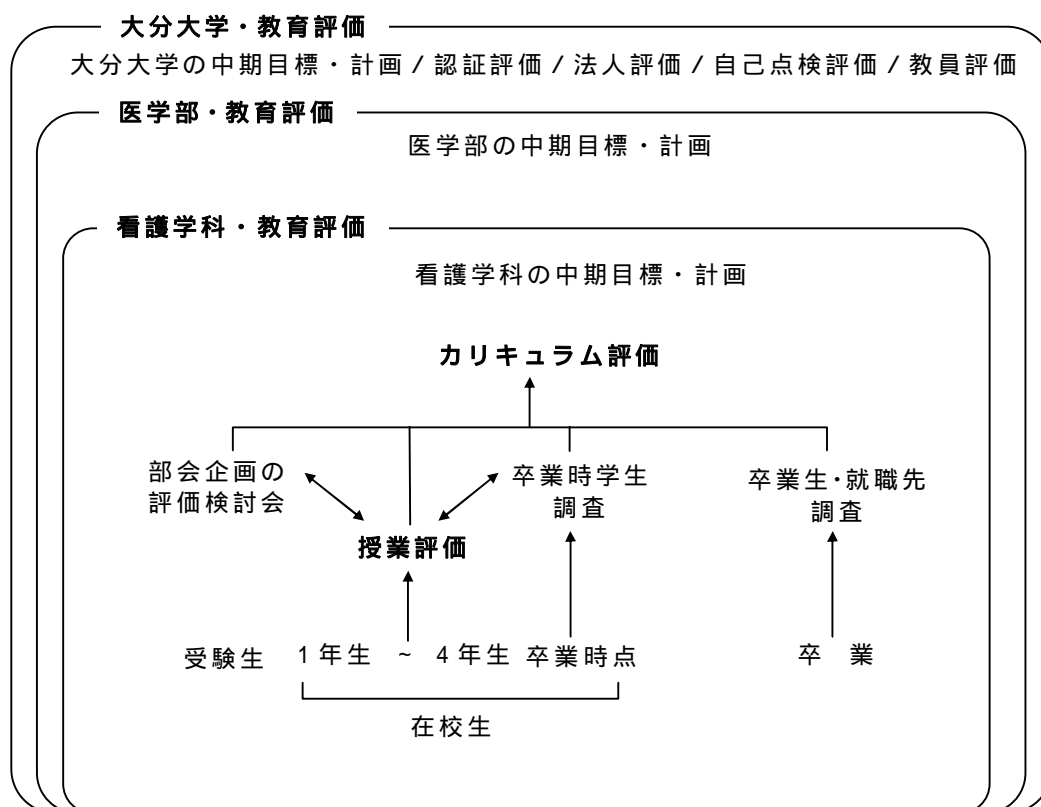 大分大学・教育評価
大分大学の中期目標・計画 / 認証評価 / 法人評価 / 自己点検評価 / 教員評価
医学部・教育評価
医学部の中期目標・計画
看護学科・教育評価
看護学科の中期目標・計画
カリキュラム評価
部会企画の
評価検討会
卒業時学生
調査
卒業生・就職先
調査
授業評価
受験生 1年生 ~ 4年生 卒業時点 卒 業
在校生